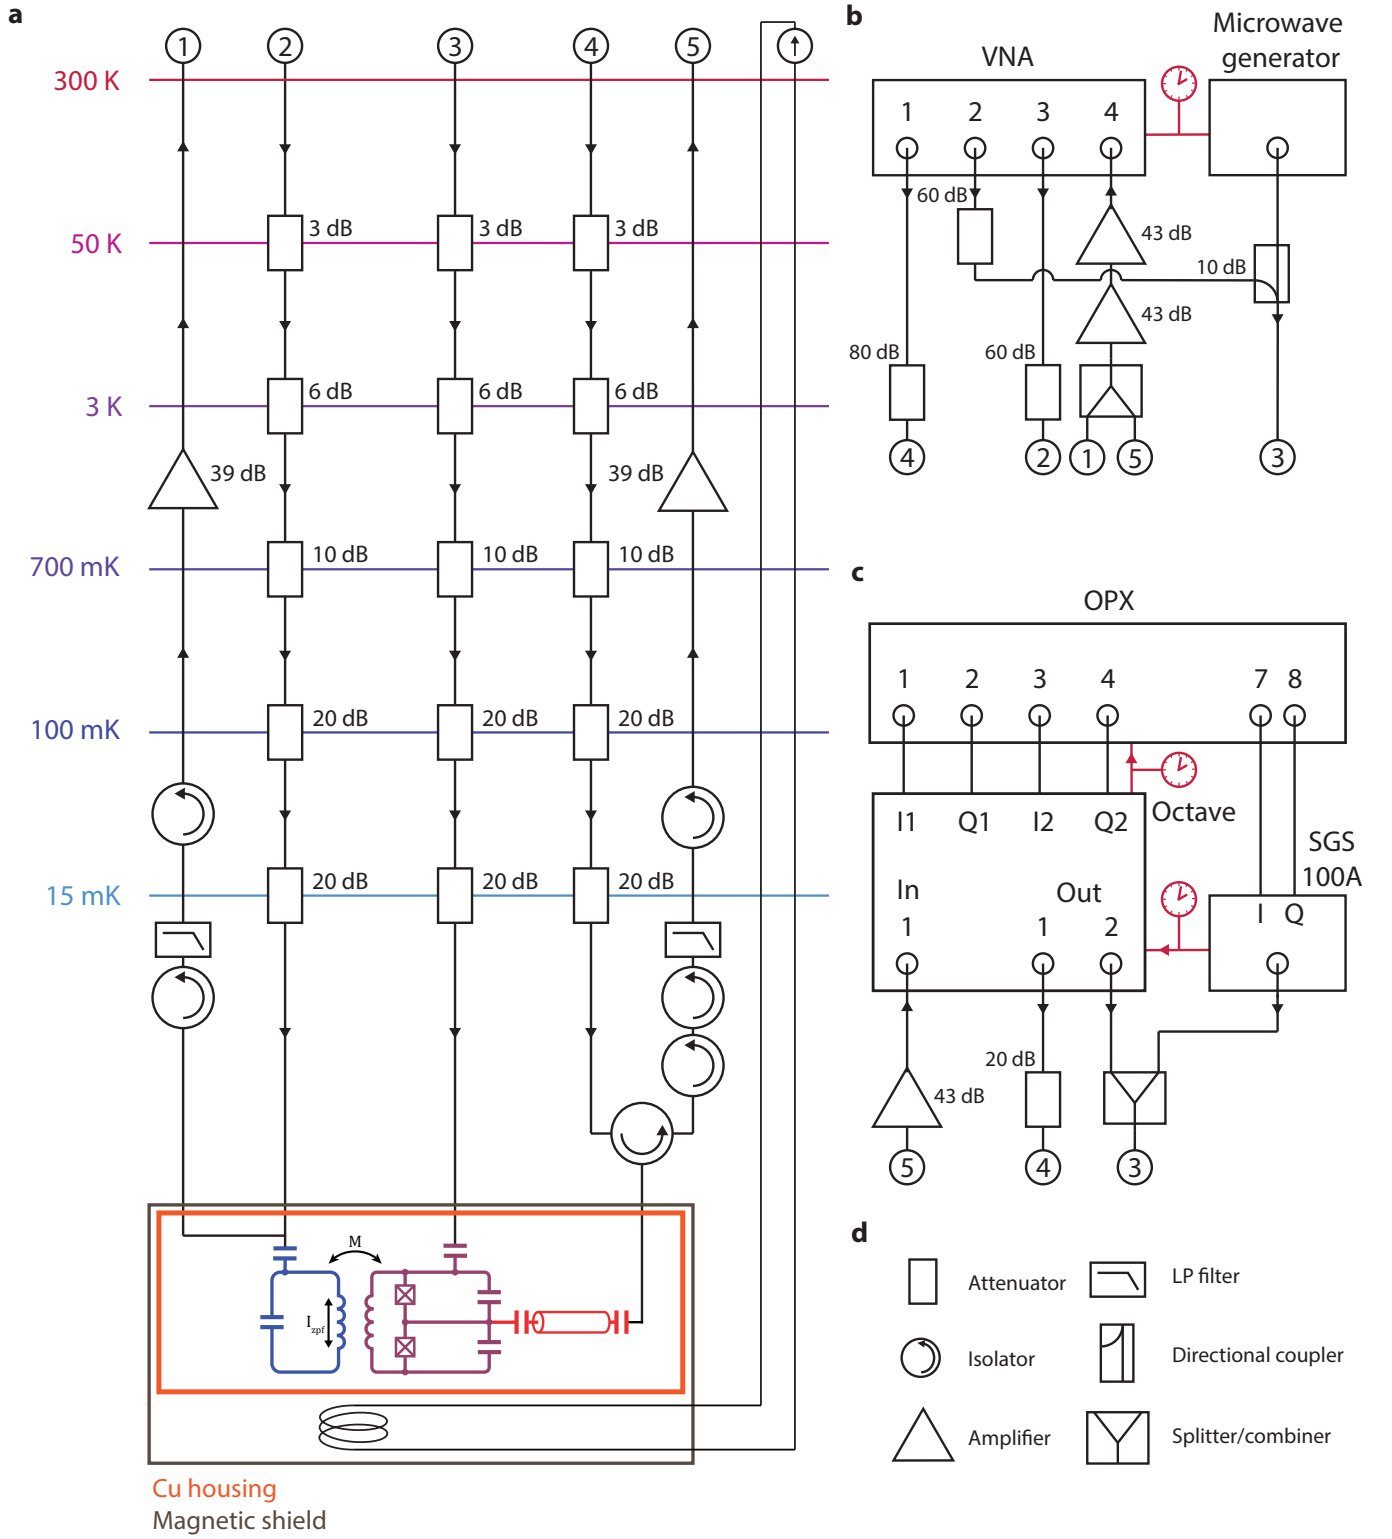 a
1 2 3 4 5
300 K
3 dB 3 dB 3 dB
50 K
6 dB 6 dB 6 dB
3 K
39 dB 39 dB
10 dB 10 dB 10 dB
700 mK
20 dB 20 dB 20 dB
100 mK
20 dB 20 dB 20 dB
15 mK
M
Izpf
Cu housing
Magnetic shield
b
VNA
Microwave
generator
1 2 3 4
60 dB
43 dB
10 dB
43 dB
80 dB 60 dB
4 2 1 5 3
c
OPX
1 2 3 4 7 8
I1 Q1 I2 Q2
Octave
SGS
100A
In Out
I Q
1 1 2
20 dB
43 dB
5 4 3
d
Attenuator
LP filter
Isolator
Directional coupler
Amplifier
Splitter/combiner